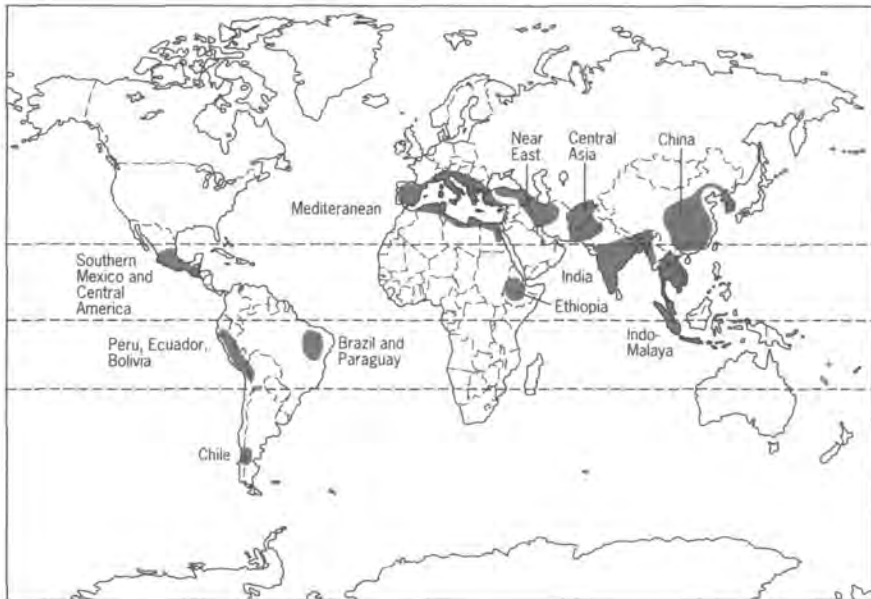 Near
East
Central
Asia
China
Mediteranean
Southern
Mexico and
Central
America
India
Ethiopia
Peru, Ecuador,
Bolivia
Brazil and
Paraguay
Indo-
Malaya
Chile